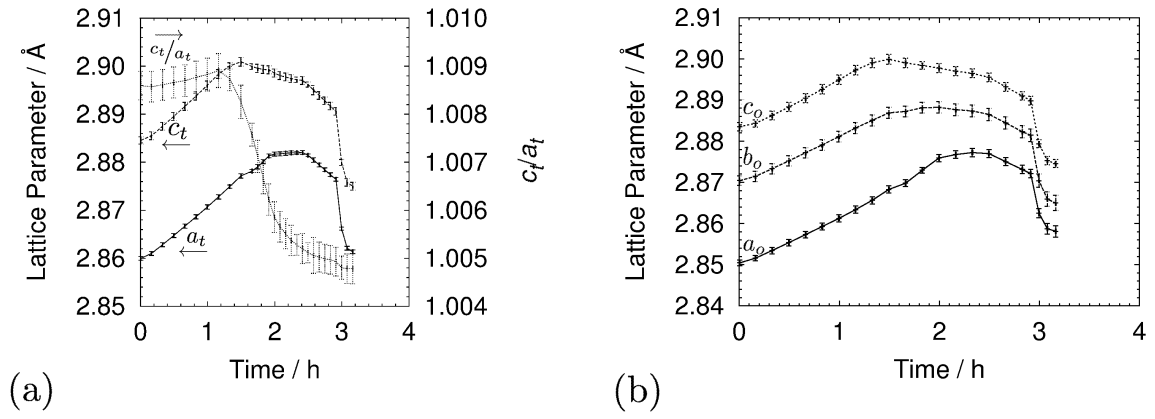 2.91
2.90
2.89
2.88
2.87
2.86
2.85
Lattice Parameter / Å
0 1 2 3 4
Time / h
1.010
1.009
1.008
1.007
1.006
1.005
1.004
c_t/a_t
c_t/a_t
c_t
a_t
(a)
2.91
2.90
2.89
2.88
2.87
2.86
2.85
2.84
Lattice Parameter / Å
0 1 2 3 4
Time / h
c_o
b_o
a_o
(b)